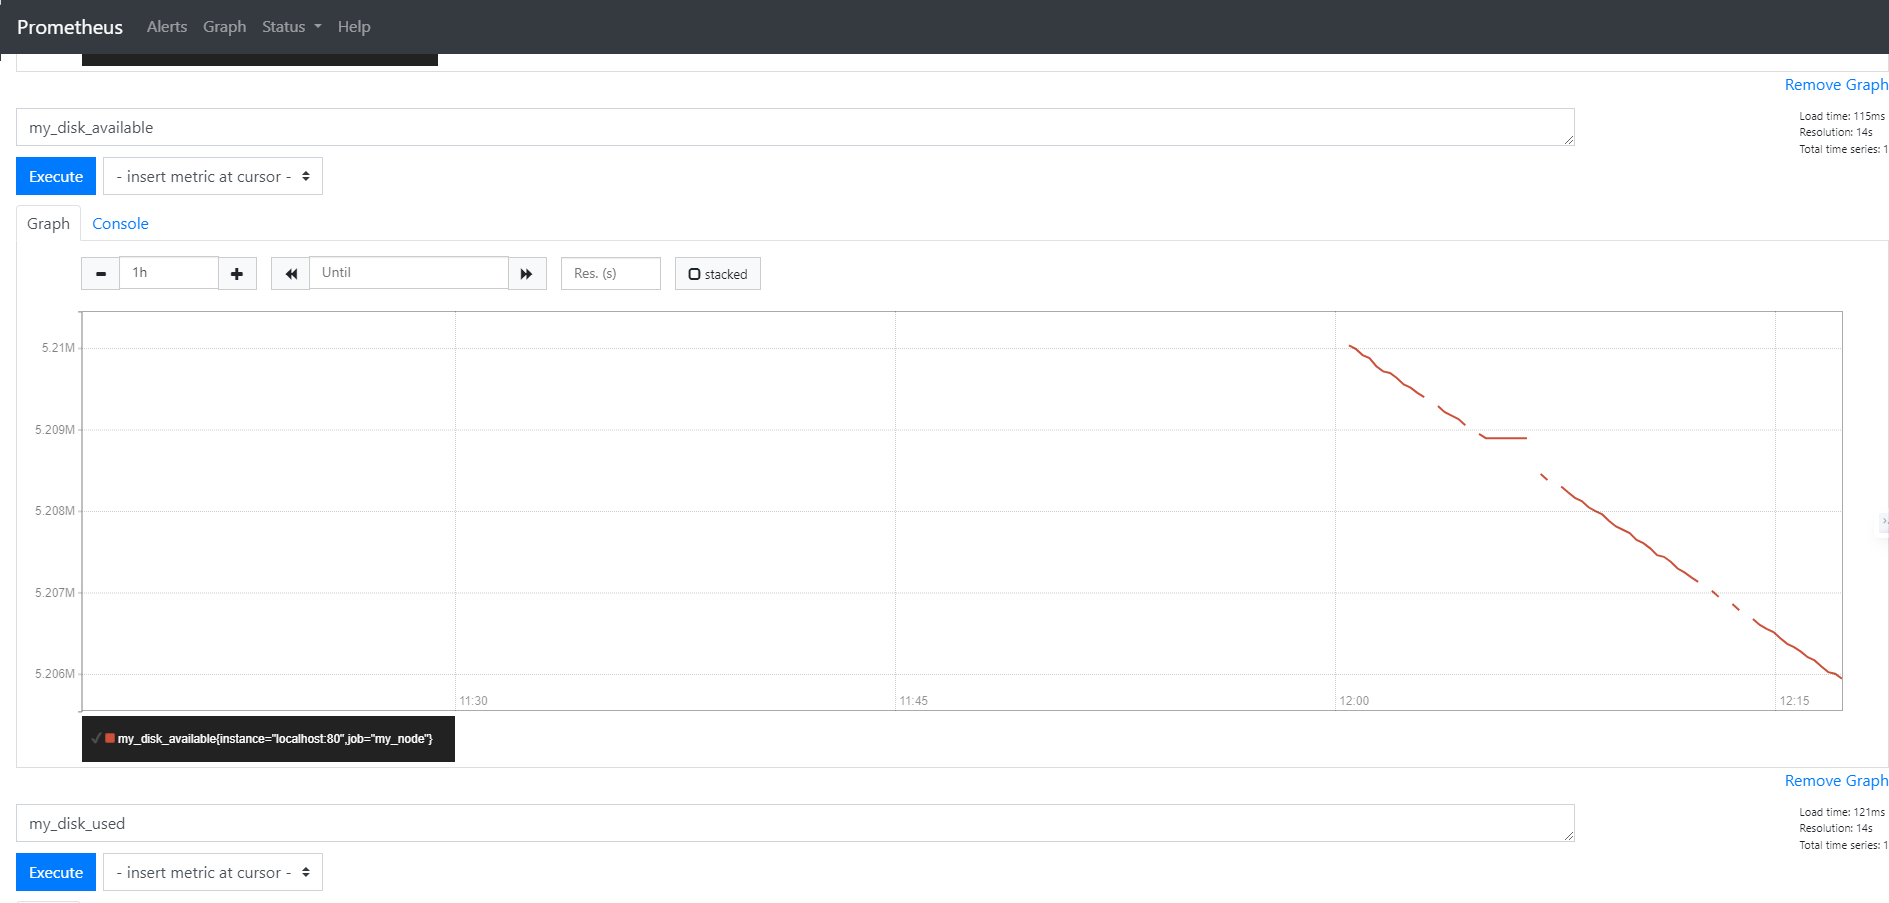 Prometheus Alerts Graph Status Help
Remove Graph
my_disk_available
Load time: 115ms
Resolution: 14s
Total time series: 1
Execute - insert metric at cursor -
Graph Console
1h Until Res. (s) stacked
5.21M
5.209M
5.208M
5.207M
5.206M
11:30 11:45 12:00 12:15
my_disk_available{instance="localhost:80",job="my_node"}
Remove Graph
my_disk_used
Load time: 121ms
Resolution: 14s
Total time series: 1
Execute - insert metric at cursor -